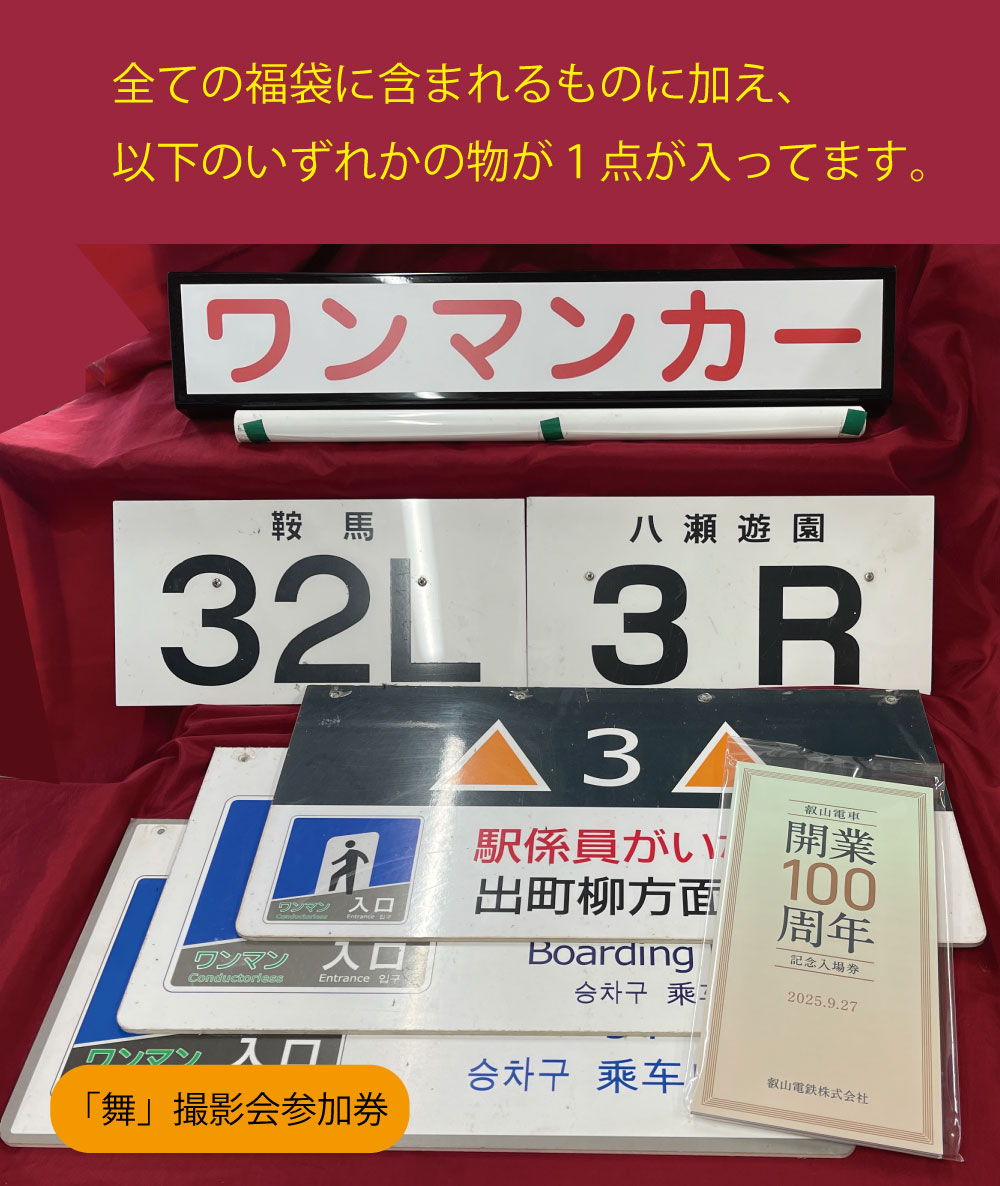 全ての福袋に含まれるものに加え、
以下のいずれかの物が1点が入ってます。
ワンマンカー
鞍馬
32L
八瀬遊園
3R
3
駅係員がい
出町柳方面
ワンマン
Conductorless
入口
Entrance 入口
叡山電車
開業
100
周年
記念入場券
2025.9.27
叡山電鉄株式会社
Boarding
승차구 乘
ワンマン
Conductorless
入口
Entrance 입구
승차구 乘车
ワンマン
入口
「舞」撮影会参加券